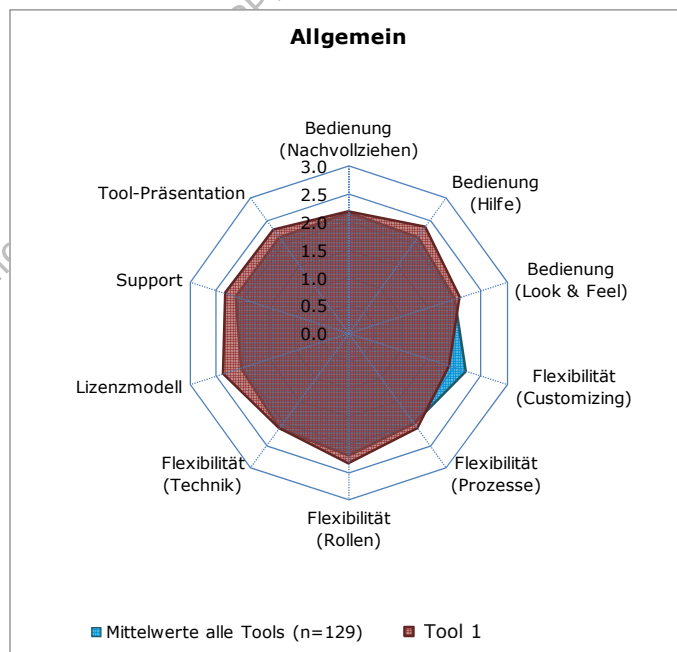 Allgemein
Bedienung
(Nachvollziehen)
Bedienung
(Hilfe)
Bedienung
(Look & Feel)
Flexibilität
(Customizing)
Flexibilität
(Prozesse)
Flexibilität
(Rollen)
Flexibilität
(Technik)
Lizenzmodell
Support
Tool-Präsentation
3.0
2.5
2.0
1.5
1.0
0.5
0.0
Mittelwerte alle Tools (n=129)
Tool 1